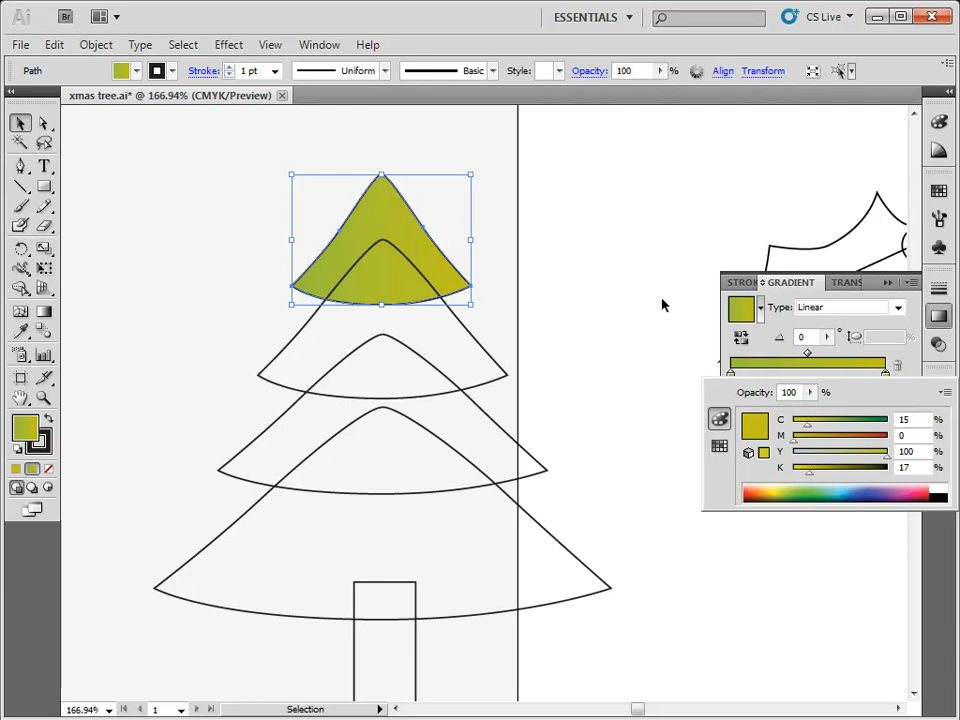 Ai Br ESSENTIALS CS Live
File Edit Object Type Select Effect View Window Help
Path Stroke: 1 pt Uniform Basic Style: Opacity: 100 % Align Transform
xmas tree.ai* @ 166.94% (CMYK/Preview)
T
STROK GRADIENT TRANS
Type: Linear
0 ° %
Opacity: 100 %
C 15 %
M 0 %
Y 100 %
K 17 %
166.94% 1 Selection